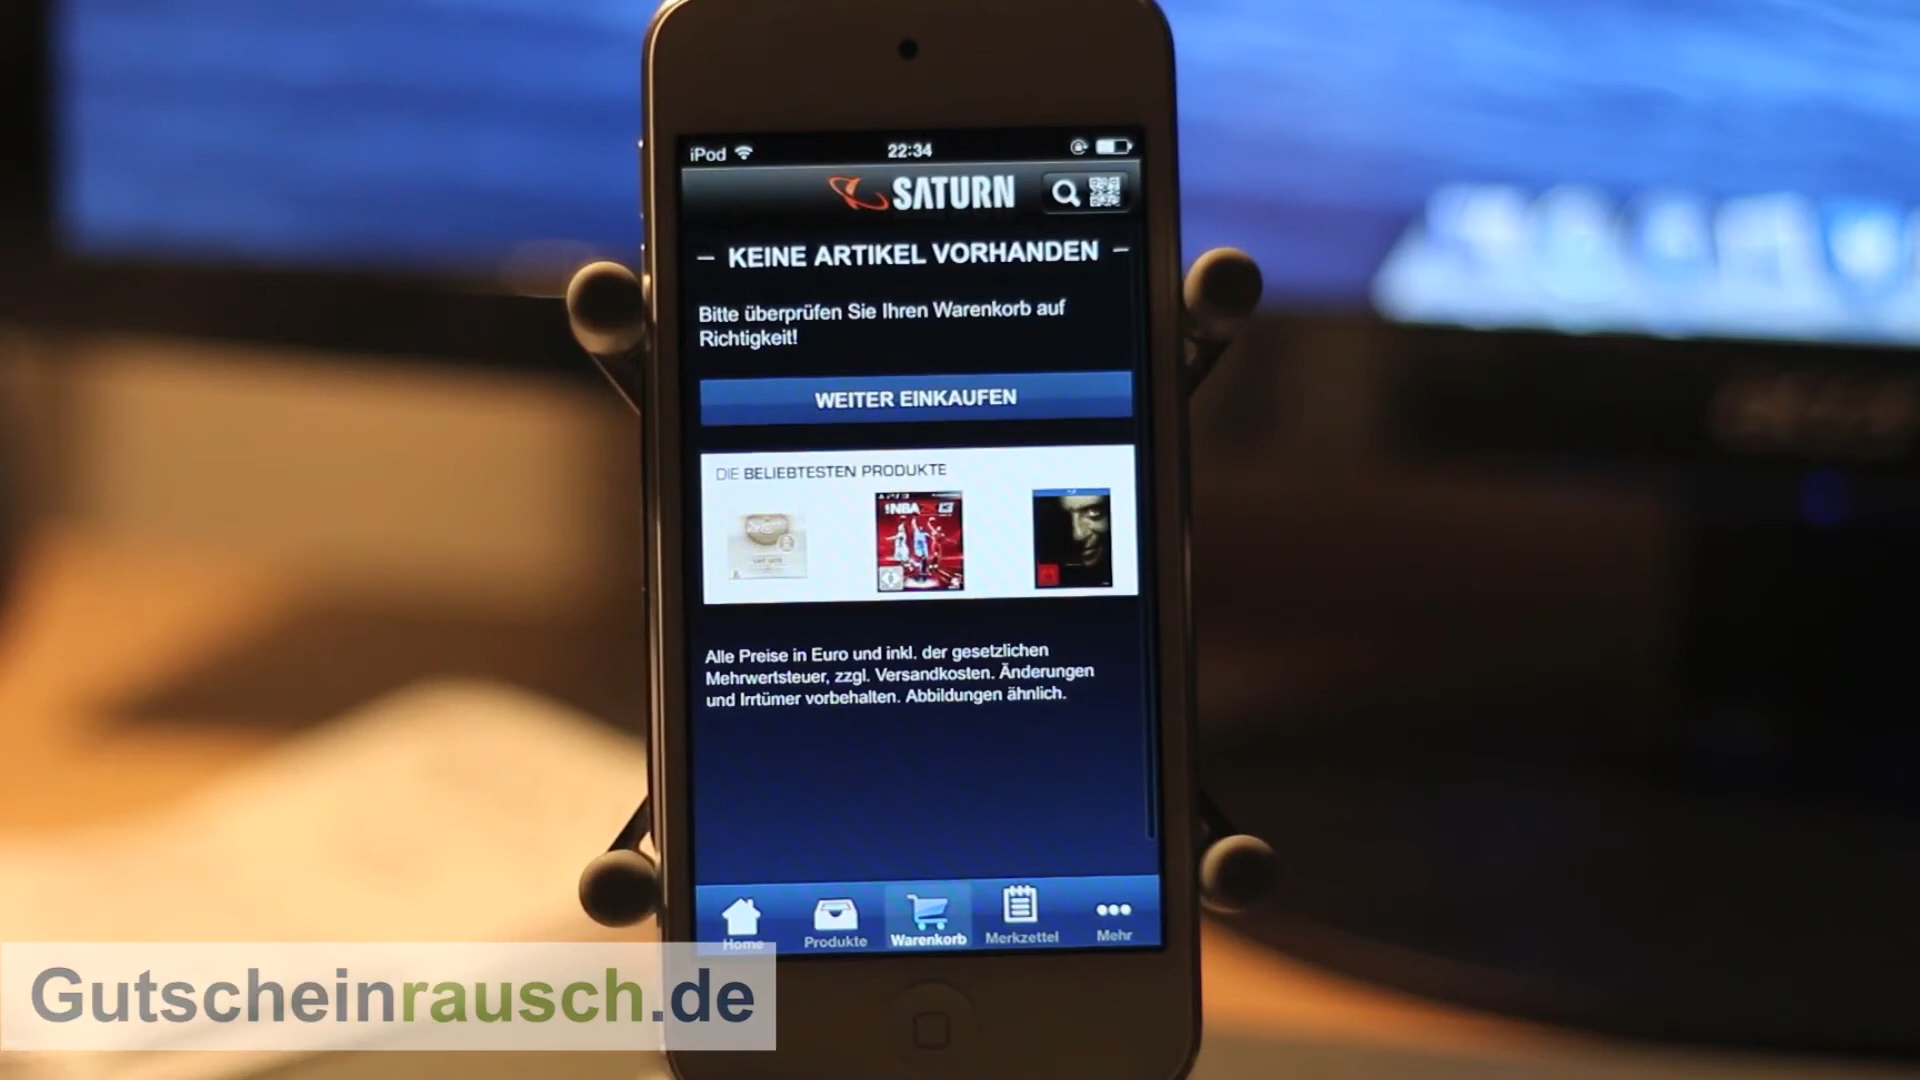 iPod
22:34
SATURN
– KEINE ARTIKEL VORHANDEN –
Bitte überprüfen Sie Ihren Warenkorb auf
Richtigkeit!
WEITER EINKAUFEN
DIE BELIEBTESTEN PRODUKTE
NBA 2K13
Alle Preise in Euro und inkl. der gesetzlichen
Mehrwertsteuer, zzgl. Versandkosten. Änderungen
und Irrtümer vorbehalten. Abbildungen ähnlich.
Home
Produkte
Warenkorb
Merkzettel
Mehr
Gutscheinrausch.de